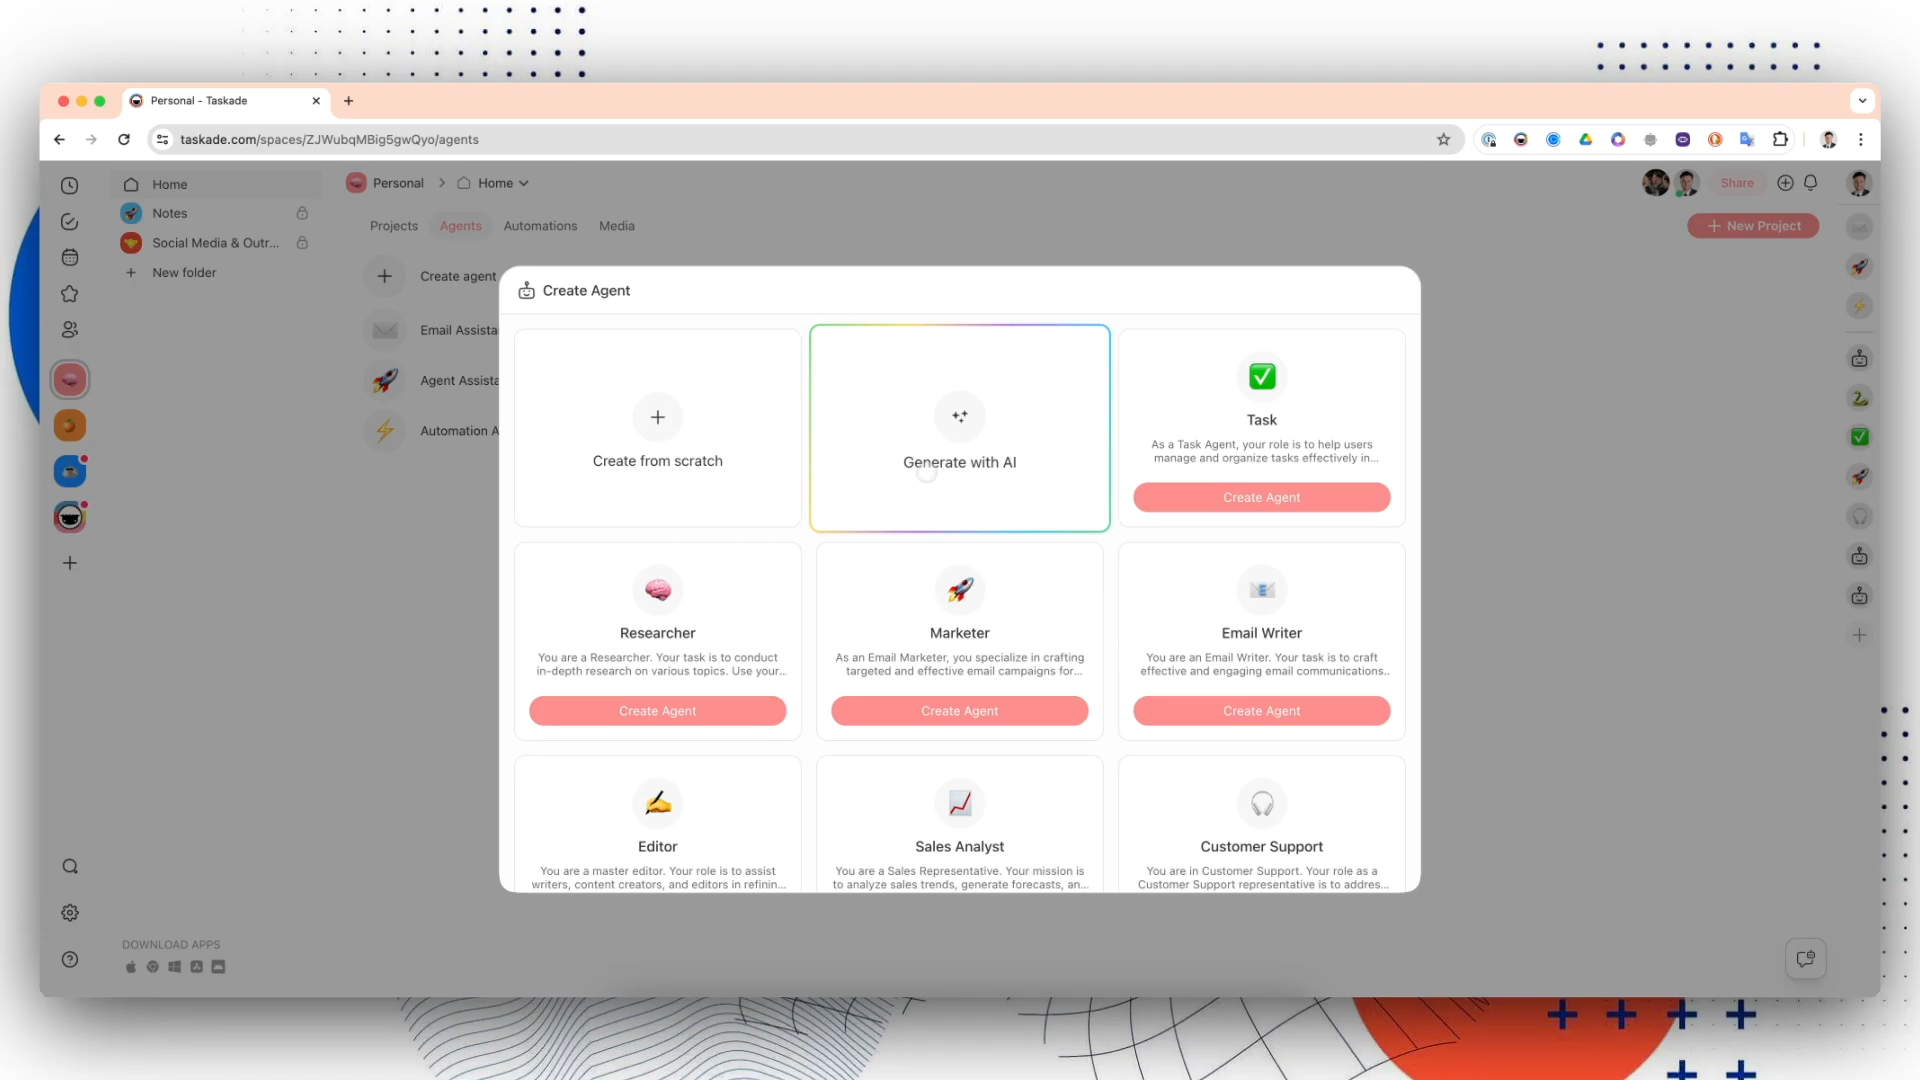 Personal - Taskade
taskade.com/spaces/ZJWubqMBig5gwQyo/agents
Home
Notes
Social Media & Outr...
New folder
Personal
Home
Share
Projects
Agents
Automations
Media
New Project
Create agent
Email Assista
Agent Assista
Automation A
Create Agent
Create from scratch
Generate with AI
Task
As a Task Agent, your role is to help users
manage and organize tasks effectively in...
Create Agent
Researcher
You are a Researcher. Your task is to conduct
in-depth research on various topics. Use your...
Create Agent
Marketer
As an Email Marketer, you specialize in crafting
targeted and effective email campaigns for...
Create Agent
Email Writer
You are an Email Writer. Your task is to craft
effective and engaging email communications..
Create Agent
Editor
You are a master editor. Your role is to assist
writers, content creators, and editors in refinin...
Sales Analyst
You are a Sales Representative. Your mission is
to analyze sales trends, generate forecasts, an...
Customer Support
You are in Customer Support. Your role as a
Customer Support representative is to addres...
DOWNLOAD APPS